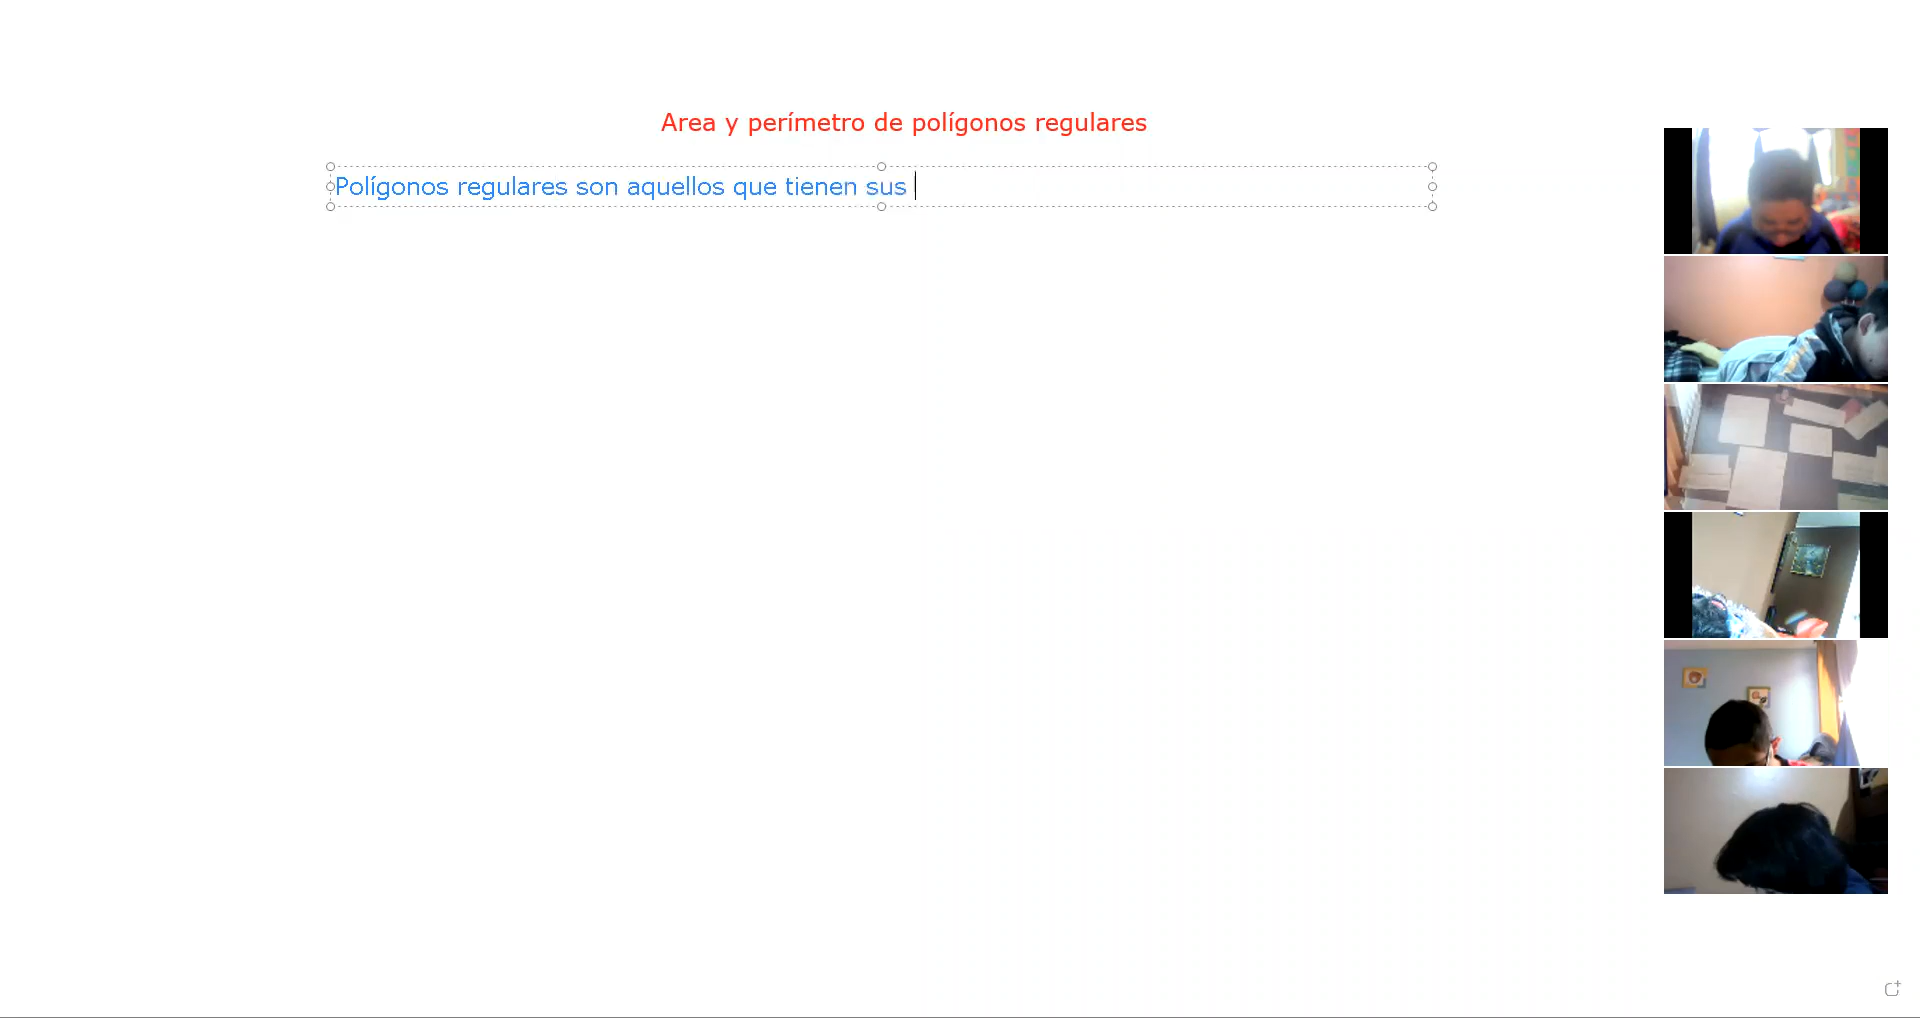 Area y perímetro de polígonos regulares
Polígonos regulares son aquellos que tienen sus